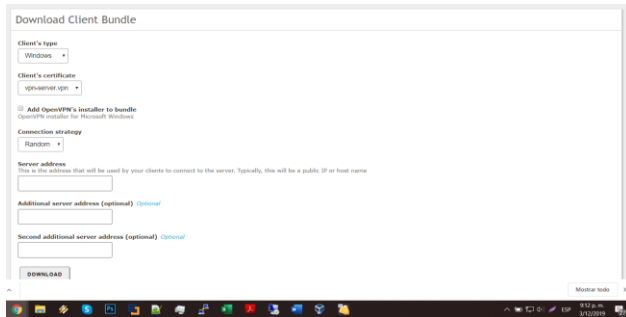 Download Client Bundle
Client's type
Windows
Client's certificate
vpn-server.vpn
Add OpenVPN's installer to bundle
OpenVPN installer for Microsoft Windows
Connection strategy
Random
Server address
This is the address that will be used by your clients to connect to the server. Typically, this will be a public IP or host name
Additional server address (optional) Optional
Second additional server address (optional) Optional
DOWNLOAD
Mostrar todo
ESP
9:12 p. m.
3/12/2019